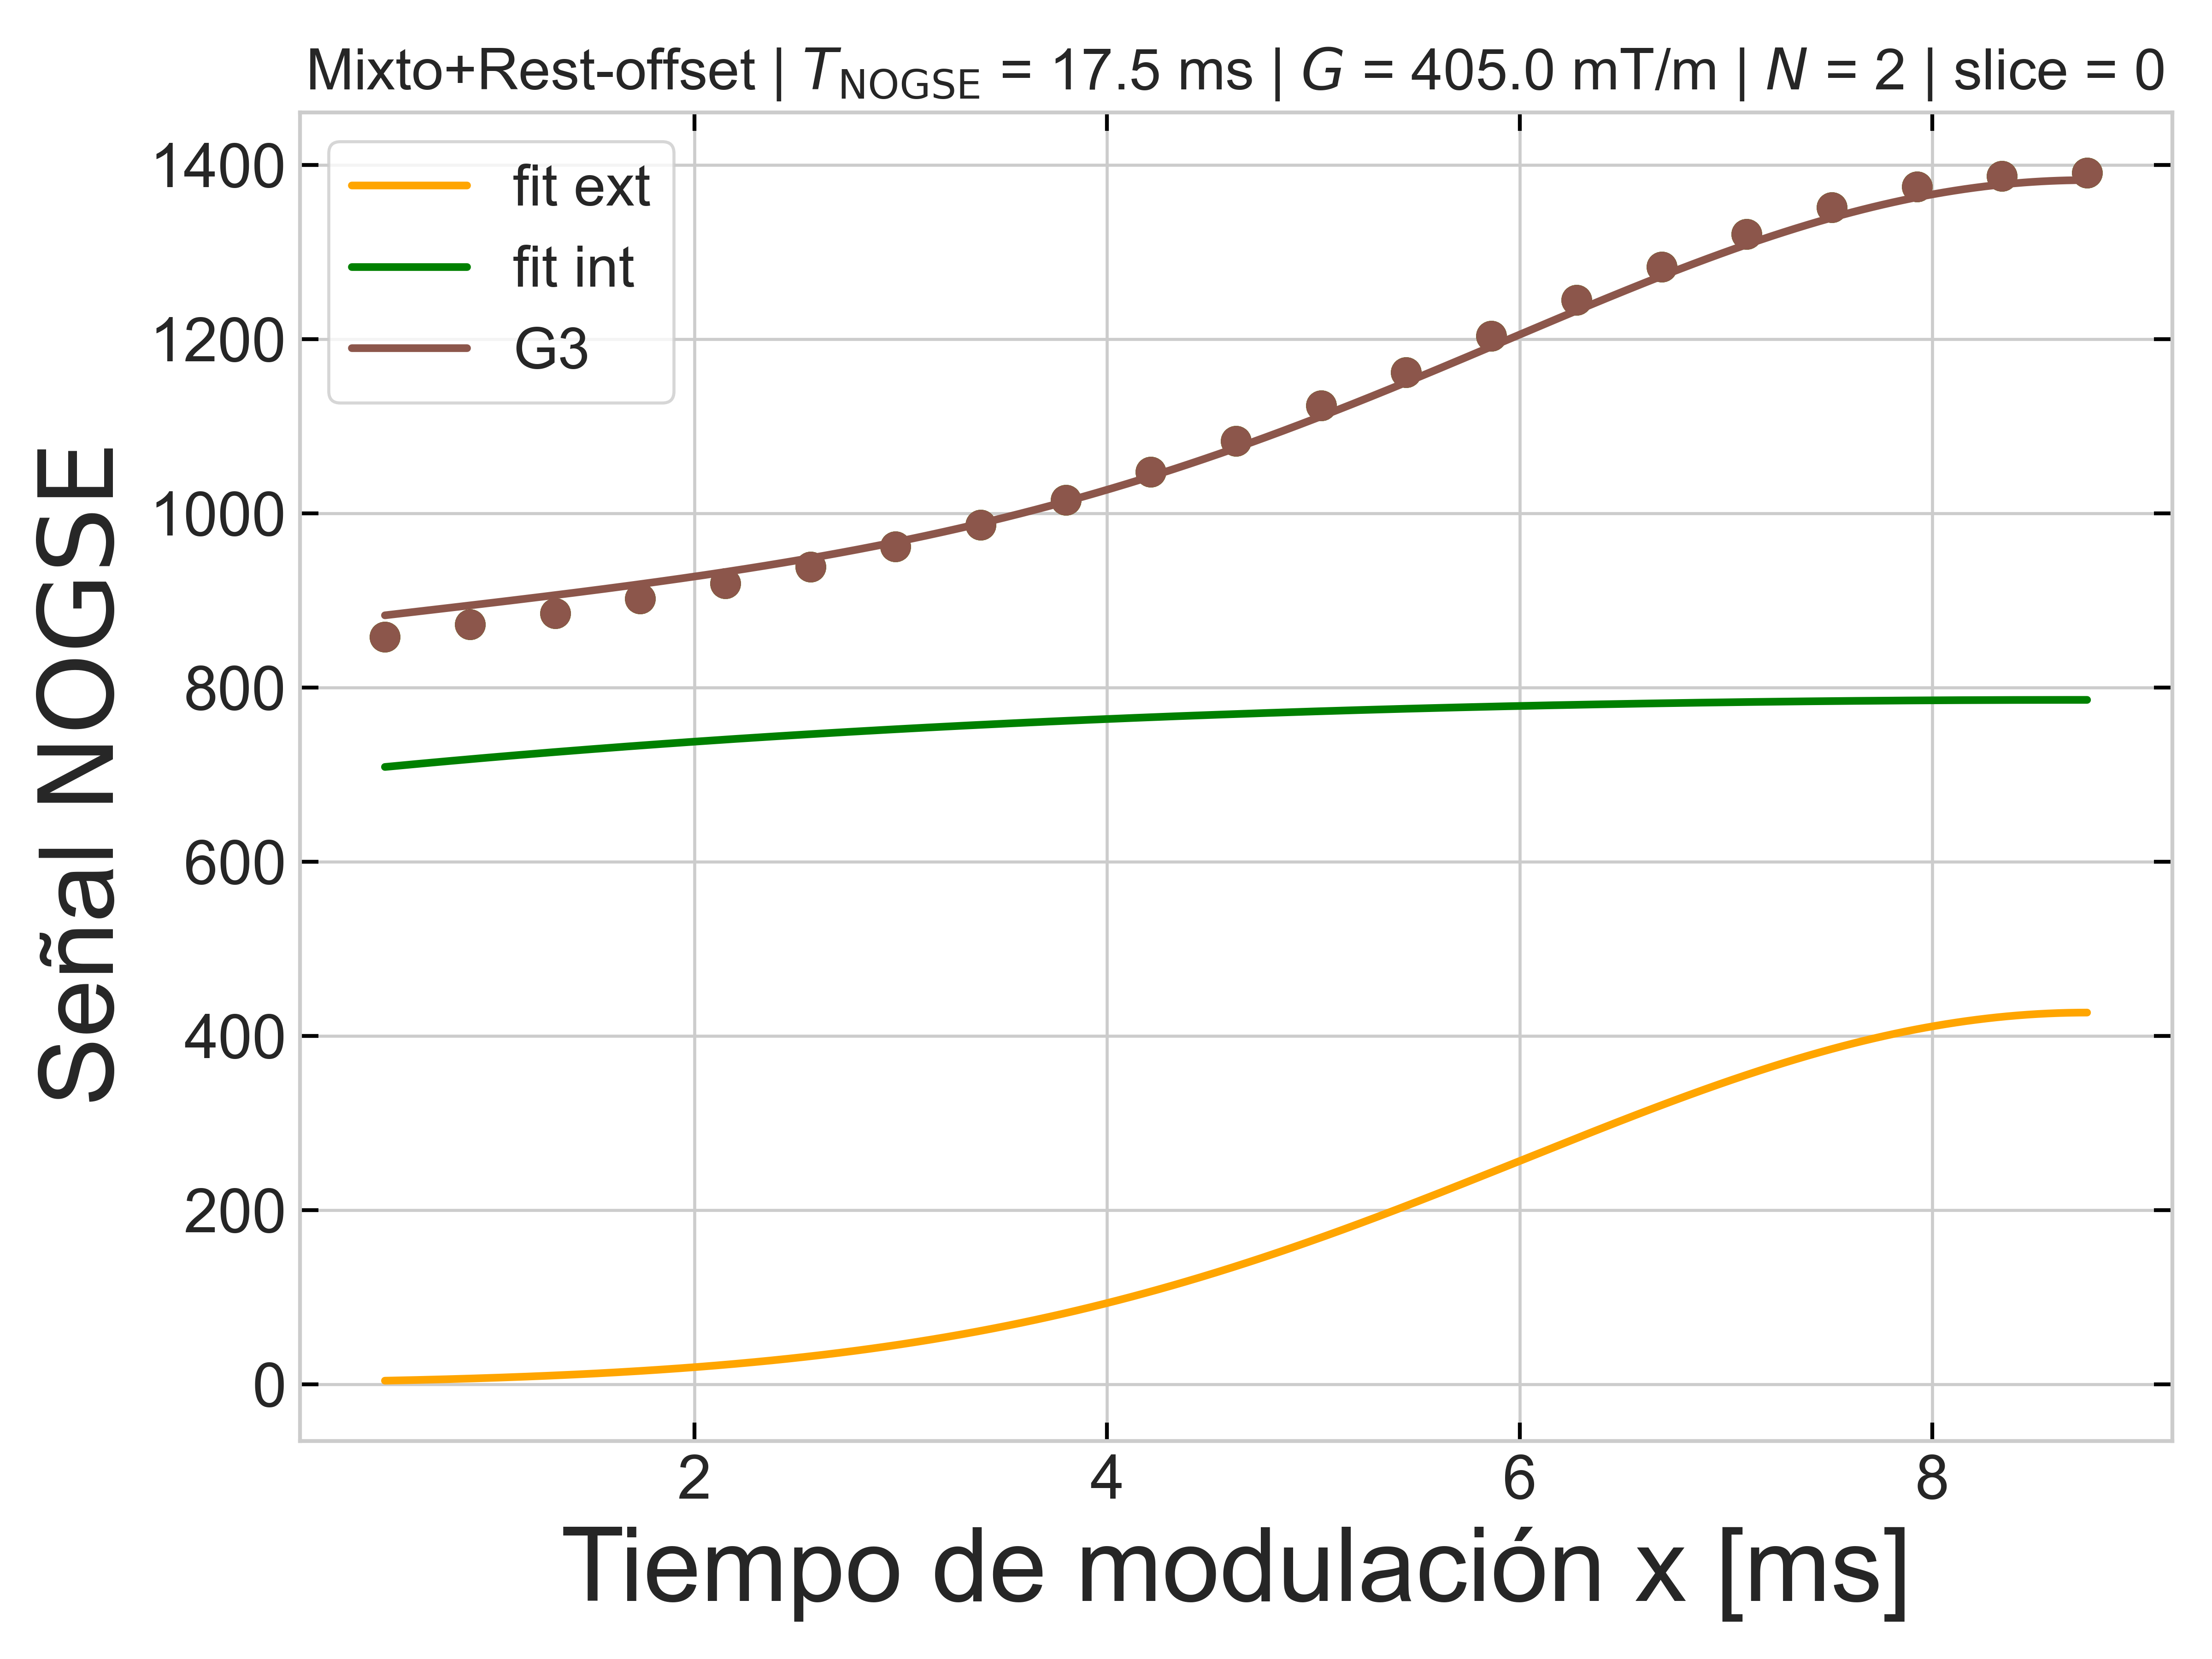 Mixto+Rest-offset | T_NOGSE = 17.5 ms | G = 405.0 mT/m | N = 2 | slice = 0
fit ext
fit int
G3
1400
1200
1000
800
600
400
200
0
Señal NOGSE
2 4 6 8
Tiempo de modulación x [ms]